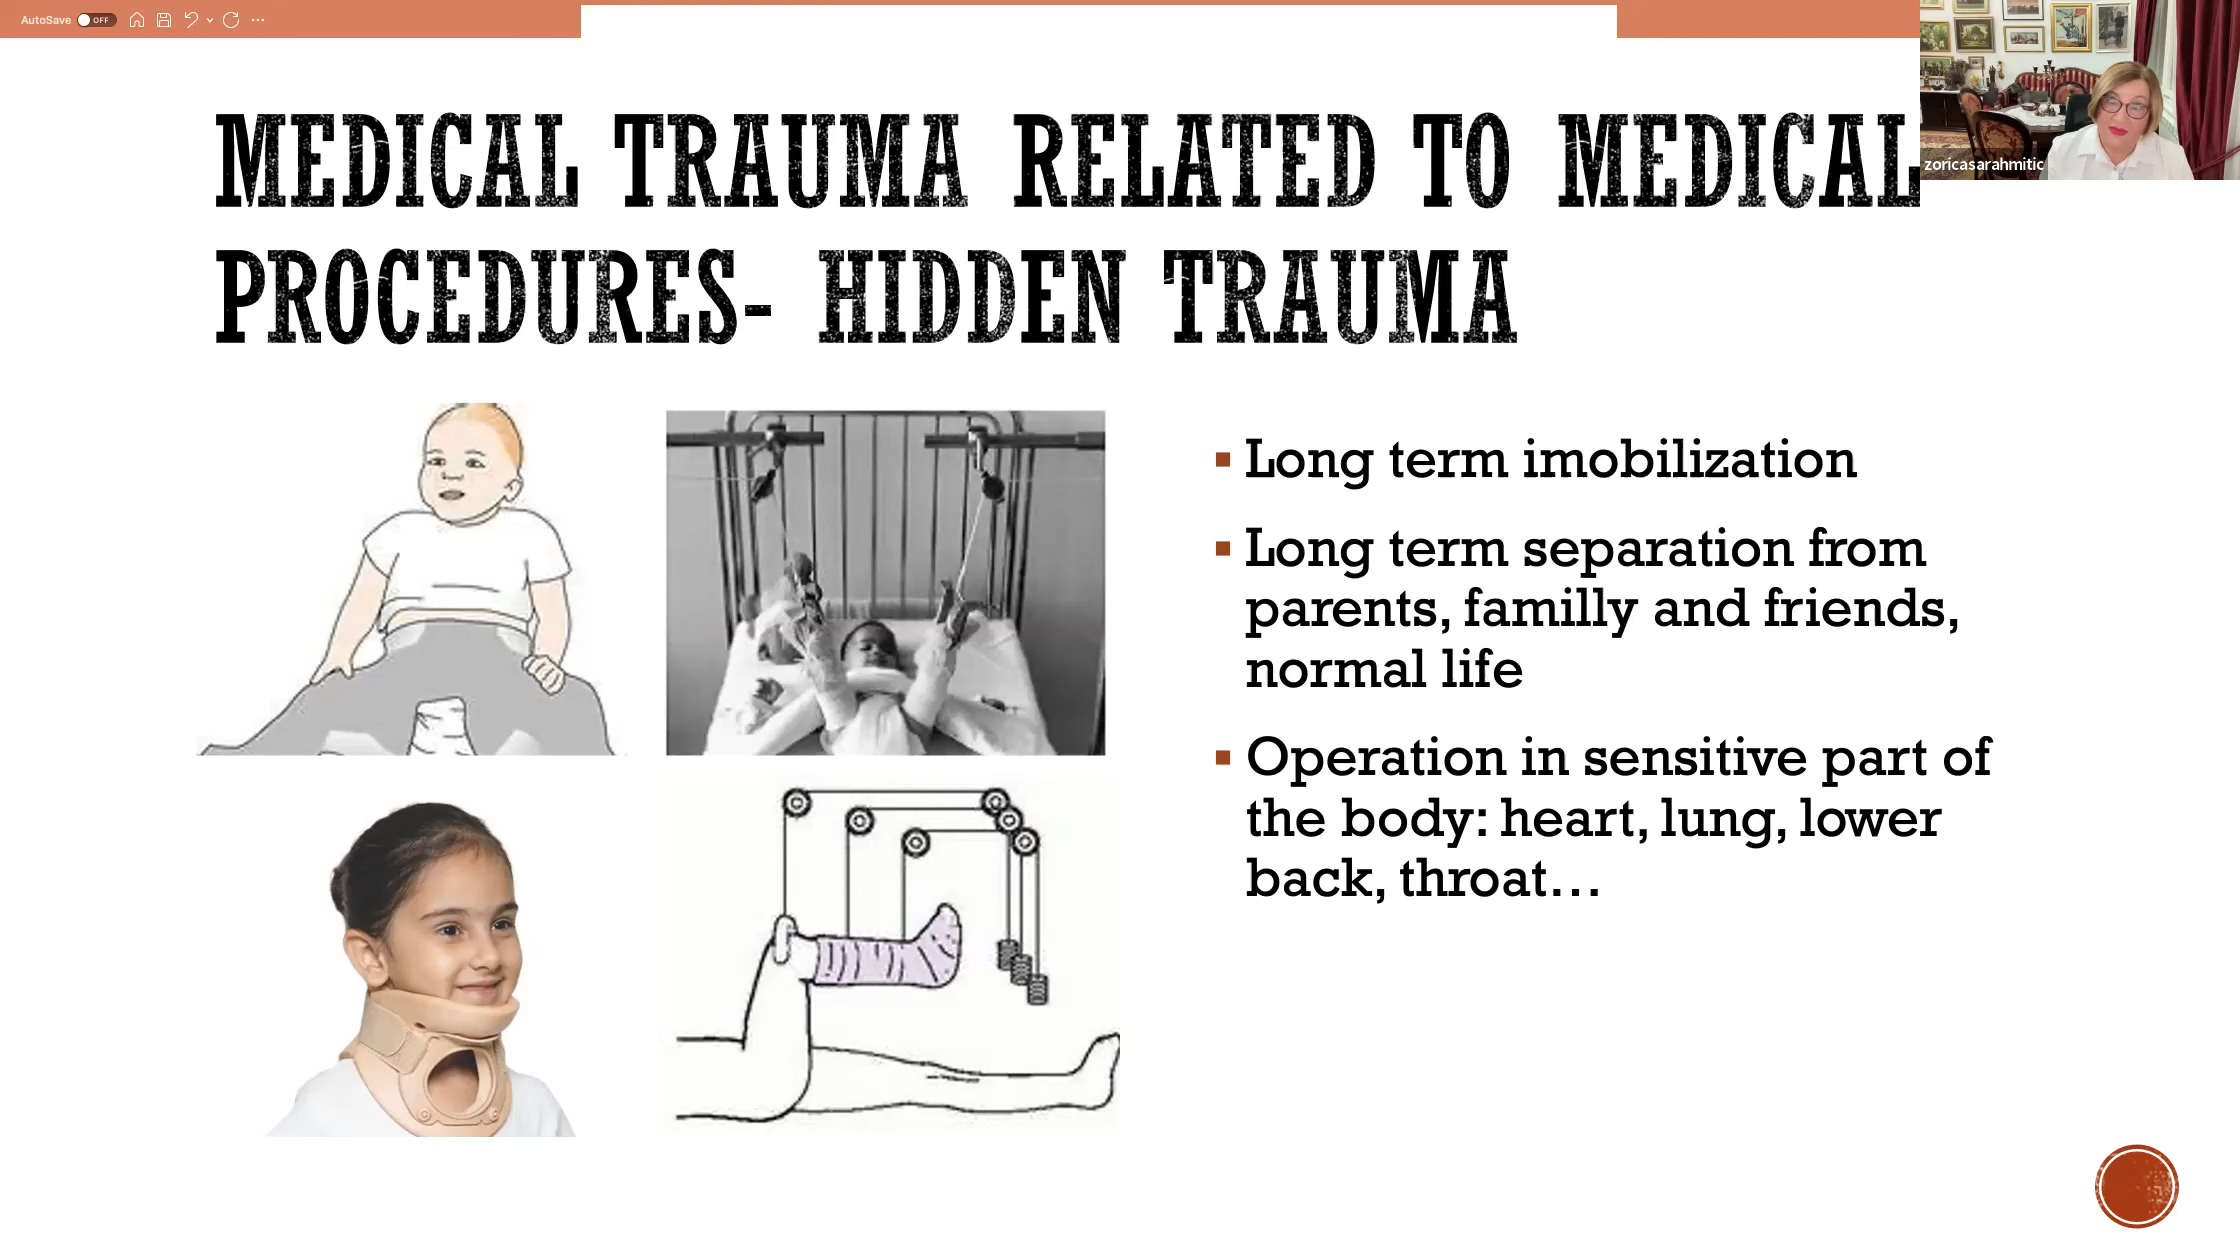 AutoSave OFF
zoricasarahmitic
MEDICAL TRAUMA RELATED TO MEDICAL
PROCEDURES- HIDDEN TRAUMA
Long term imobilization
Long term separation from
parents, familly and friends,
normal life
Operation in sensitive part of
the body: heart, lung, lower
back, throat...